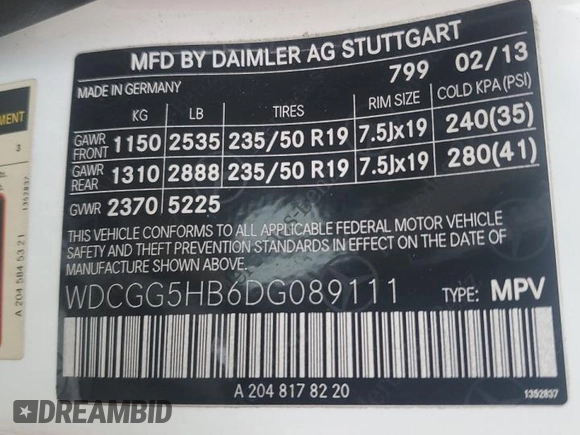 MFD BY DAIMLER AG STUTTGART
MADE IN GERMANY 799 02/13
KG LB TIRES RIM SIZE COLD KPA(PSI)
GAWR FRONT 1150 2535 235/50 R19 7.5Jx19 240(35)
GAWR REAR 1310 2888 235/50 R19 7.5Jx19 280(41)
GVWR 2370 5225
THIS VEHICLE CONFORMS TO ALL APPLICABLE FEDERAL MOTOR VEHICLE
SAFETY AND THEFT PREVENTION STANDARDS IN EFFECT ON THE DATE OF
MANUFACTURE SHOWN ABOVE.
WDCGG5HB6DG089111 TYPE: MPV
A 204 817 82 20
1352837
MENT
3
1352837
A 204 584 53 21
DREAMBID